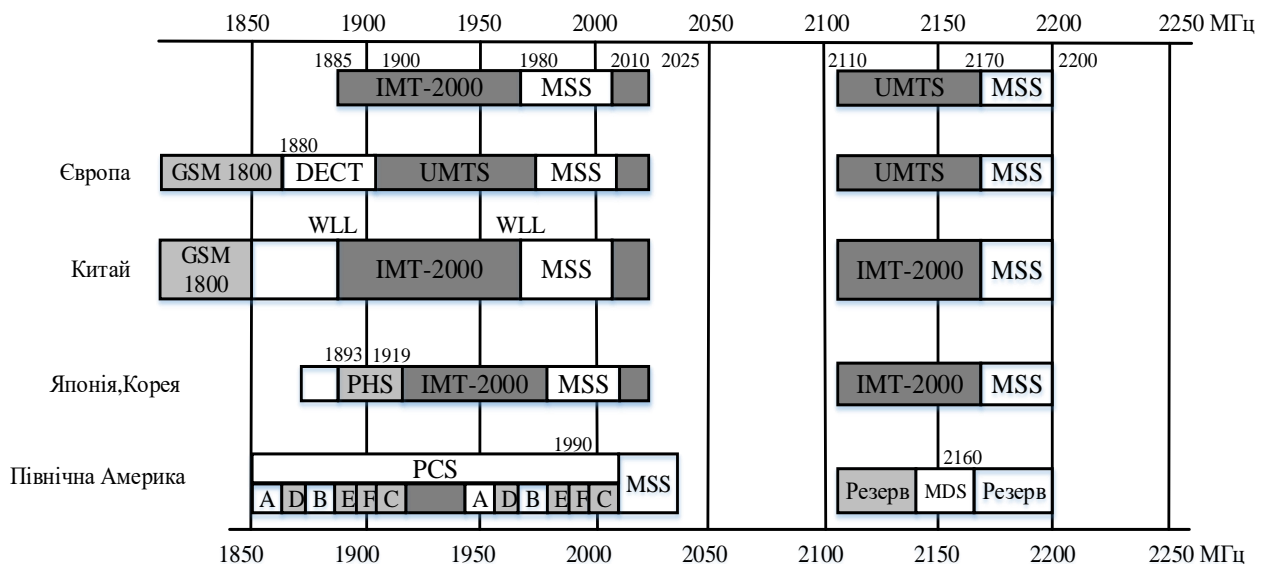 1850 1900 1950 2000 2050 2100 2150 2200 2250 МГц
1885 1900 1980 2010 2025 2110 2170 2200
IMT-2000 MSS UMTS MSS
1880
Європа GSM 1800 DECT UMTS MSS UMTS MSS
WLL WLL
Китай GSM 1800 IMT-2000 MSS IMT-2000 MSS
1893 1919
Японія,Корея PHS IMT-2000 MSS IMT-2000 MSS
1990 2160
Північна Америка PCS MSS Резерв MDS Резерв
A D B E F C A D B E F C
1850 1900 1950 2000 2050 2100 2150 2200 2250 МГц